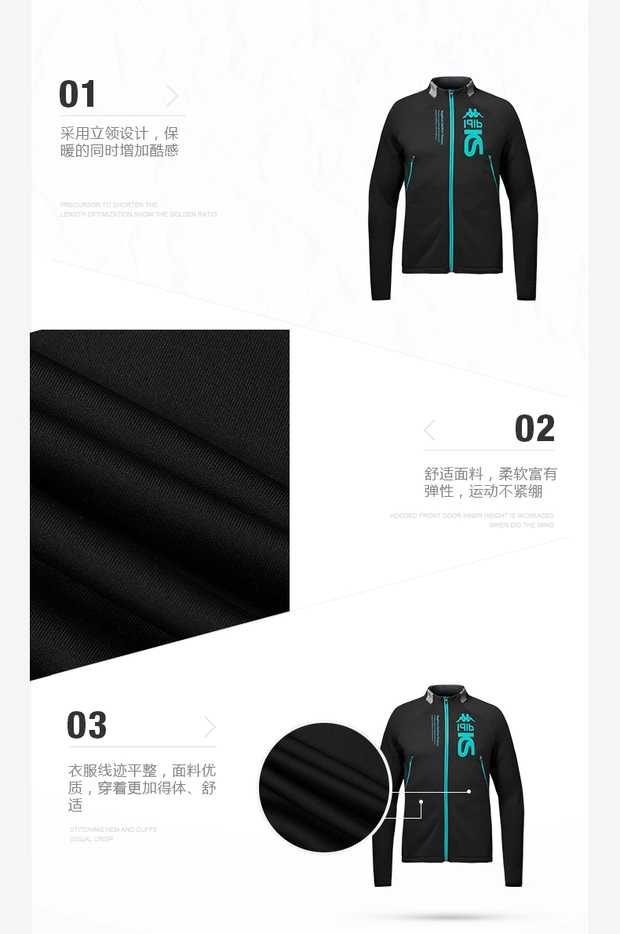 01
采用立领设计，保
暖的同时增加酷感
PRECURSOR TO SHORTEN THE
LENGTH OPTIMIZATION SHOW THE GOLDEN RATIO
02
舒适面料，柔软富有
弹性，运动不紧绷
HOODED FRONT DOOR INNER HEIGHT IS INCREASED
WHEN DID THE WIND
03
衣服线迹平整，面料优
质，穿着更加得体、舒
适
STITCHING HEM AND CUFFS
CASUAL CRISP